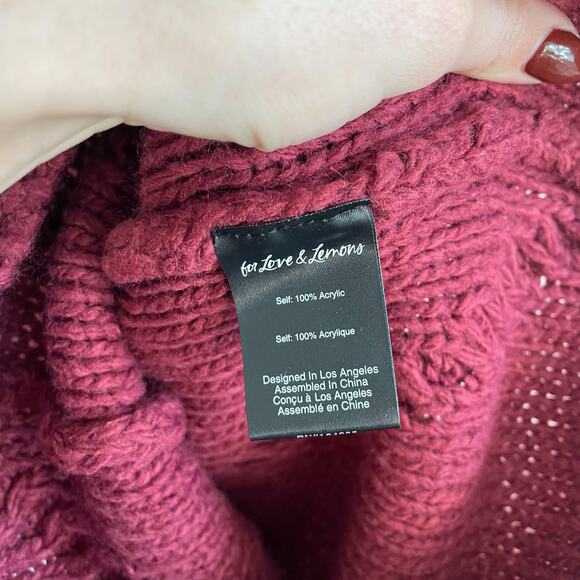 for Love & Lemons
Self: 100% Acrylic
Self: 100% Acrylique
Designed In Los Angeles
Assembled In China
Conçu à Los Angeles
Assemblé en Chine